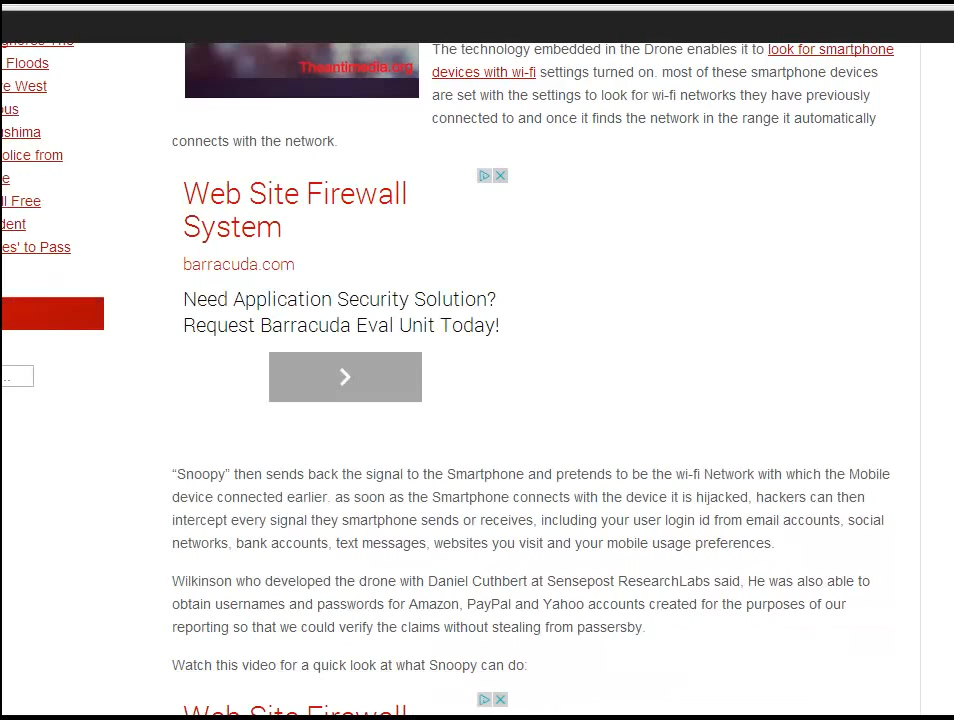 Floods
ve West
ous
ushima
olice from
e
ll Free
dent
es' to Pass
..
Theantimedia.org
The technology embedded in the Drone enables it to look for smartphone
devices with wi-fi settings turned on. most of these smartphone devices
are set with the settings to look for wi-fi networks they have previously
connected to and once it finds the network in the range it automatically
connects with the network.
Web Site Firewall
System
barracuda.com
Need Application Security Solution?
Request Barracuda Eval Unit Today!
“Snoopy” then sends back the signal to the Smartphone and pretends to be the wi-fi Network with which the Mobile
device connected earlier. as soon as the Smartphone connects with the device it is hijacked, hackers can then
intercept every signal they smartphone sends or receives, including your user login id from email accounts, social
networks, bank accounts, text messages, websites you visit and your mobile usage preferences.
Wilkinson who developed the drone with Daniel Cuthbert at Sensepost ResearchLabs said, He was also able to
obtain usernames and passwords for Amazon, PayPal and Yahoo accounts created for the purposes of our
reporting so that we could verify the claims without stealing from passersby.
Watch this video for a quick look at what Snoopy can do:
Web Site Firewall